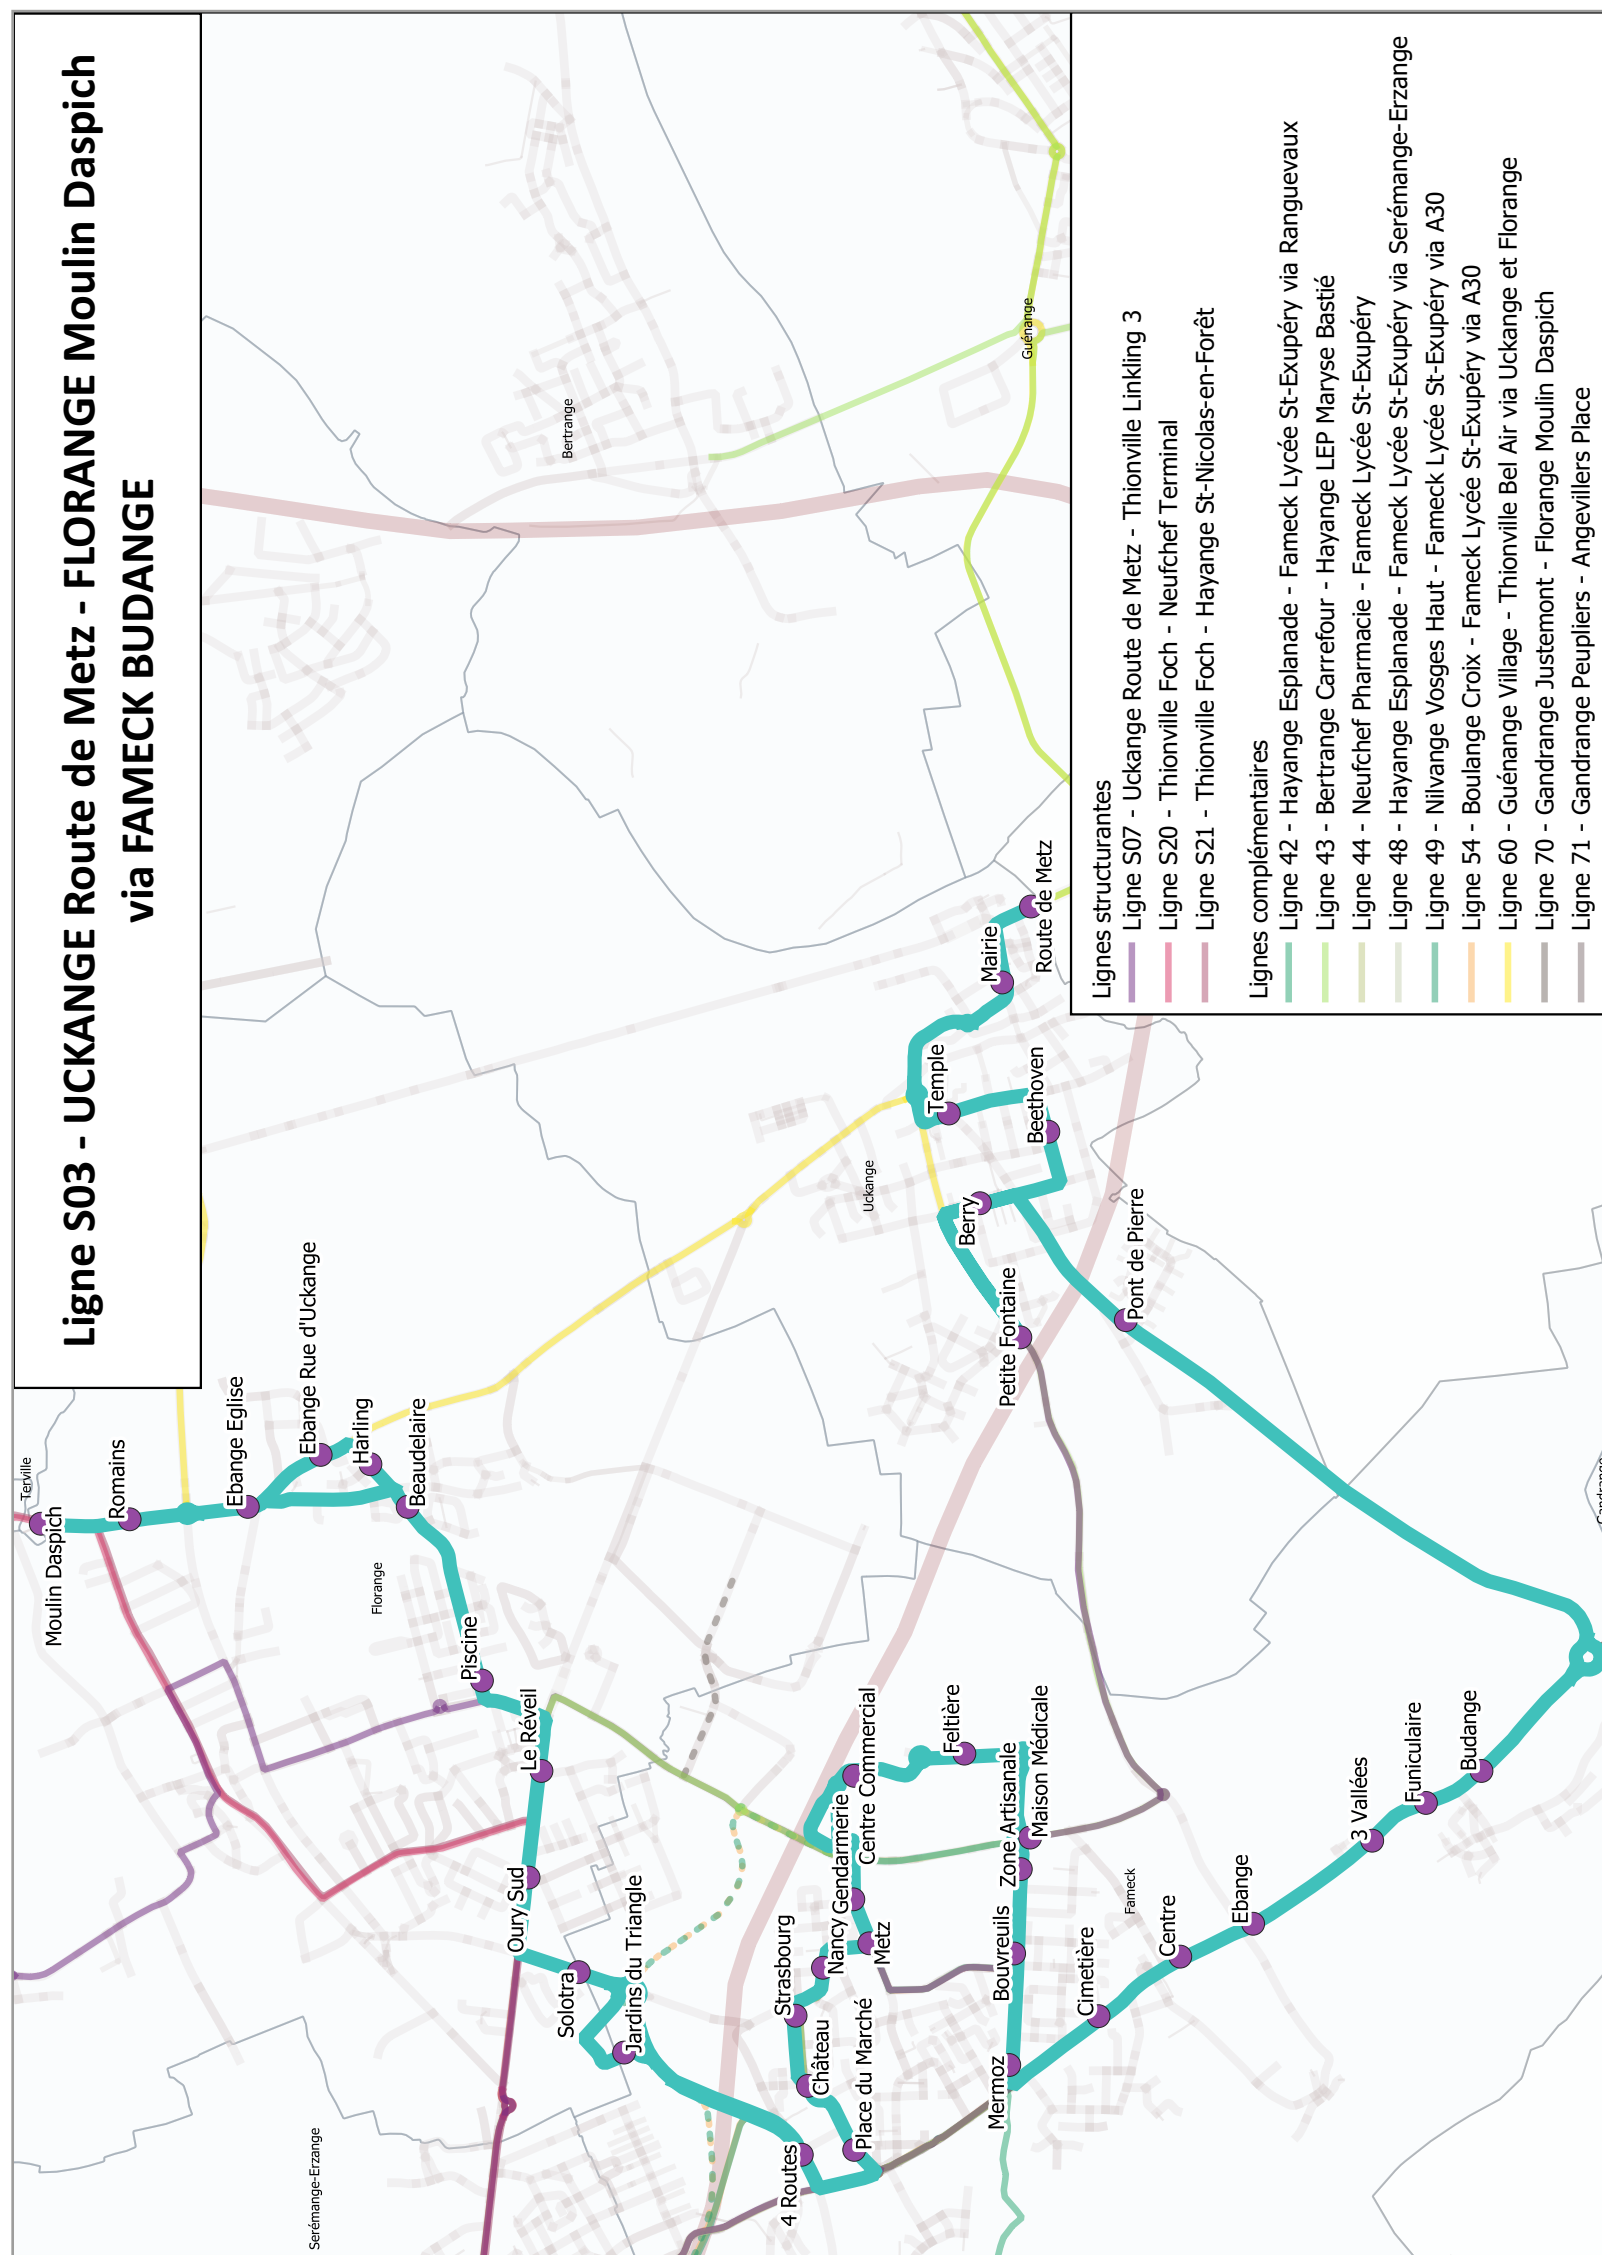 Ligne S03 - UCKANGE Route de Metz - FLORANGE Moulin Daspich
via FAMECK BUDANGE
Terville
Moulin Daspich
Romains
Ebange Eglise
Ebange Rue d'Uckange
Harling
Beaudelaire
Florange
Piscine
Le Réveil
Oury Sud
Solotra
Jardins du Triangle
4 Routes
Place du Marché
Château
Strasbourg
Nancy
Metz
Gendarmerie
Centre Commercial
Feltière
Maison Médicale
Zone Artisanale
Bouvreuils
Mermoz
Cimetière
Centre
Ebange
3 Vallées
Funiculaire
Budange
Fameck
Serémange-Erzange
Pont de Pierre
Petite Fontaine
Berry
Beethoven
Temple
Mairie
Route de Metz
Uckange
Bertrange
Guénange
Lignes structurantes
Ligne S07 - Uckange Route de Metz - Thionville Linkling 3
Ligne S20 - Thionville Foch - Neufchef Terminal
Ligne S21 - Thionville Foch - Hayange St-Nicolas-en-Forêt
Lignes complémentaires
Ligne 42 - Hayange Esplanade - Fameck Lycée St-Exupéry via Ranguevaux
Ligne 43 - Bertrange Carrefour - Hayange LEP Maryse Bastié
Ligne 44 - Neufchef Pharmacie - Fameck Lycée St-Exupéry
Ligne 48 - Hayange Esplanade - Fameck Lycée St-Exupéry via Serémange-Erzange
Ligne 49 - Nilvange Vosges Haut - Fameck Lycée St-Exupéry via A30
Ligne 54 - Boulange Croix - Fameck Lycée St-Exupéry via A30
Ligne 60 - Guénange Village - Thionville Bel Air via Uckange et Florange
Ligne 70 - Gandrange Justemont - Florange Moulin Daspich
Ligne 71 - Gandrange Peupliers - Angevillers Place